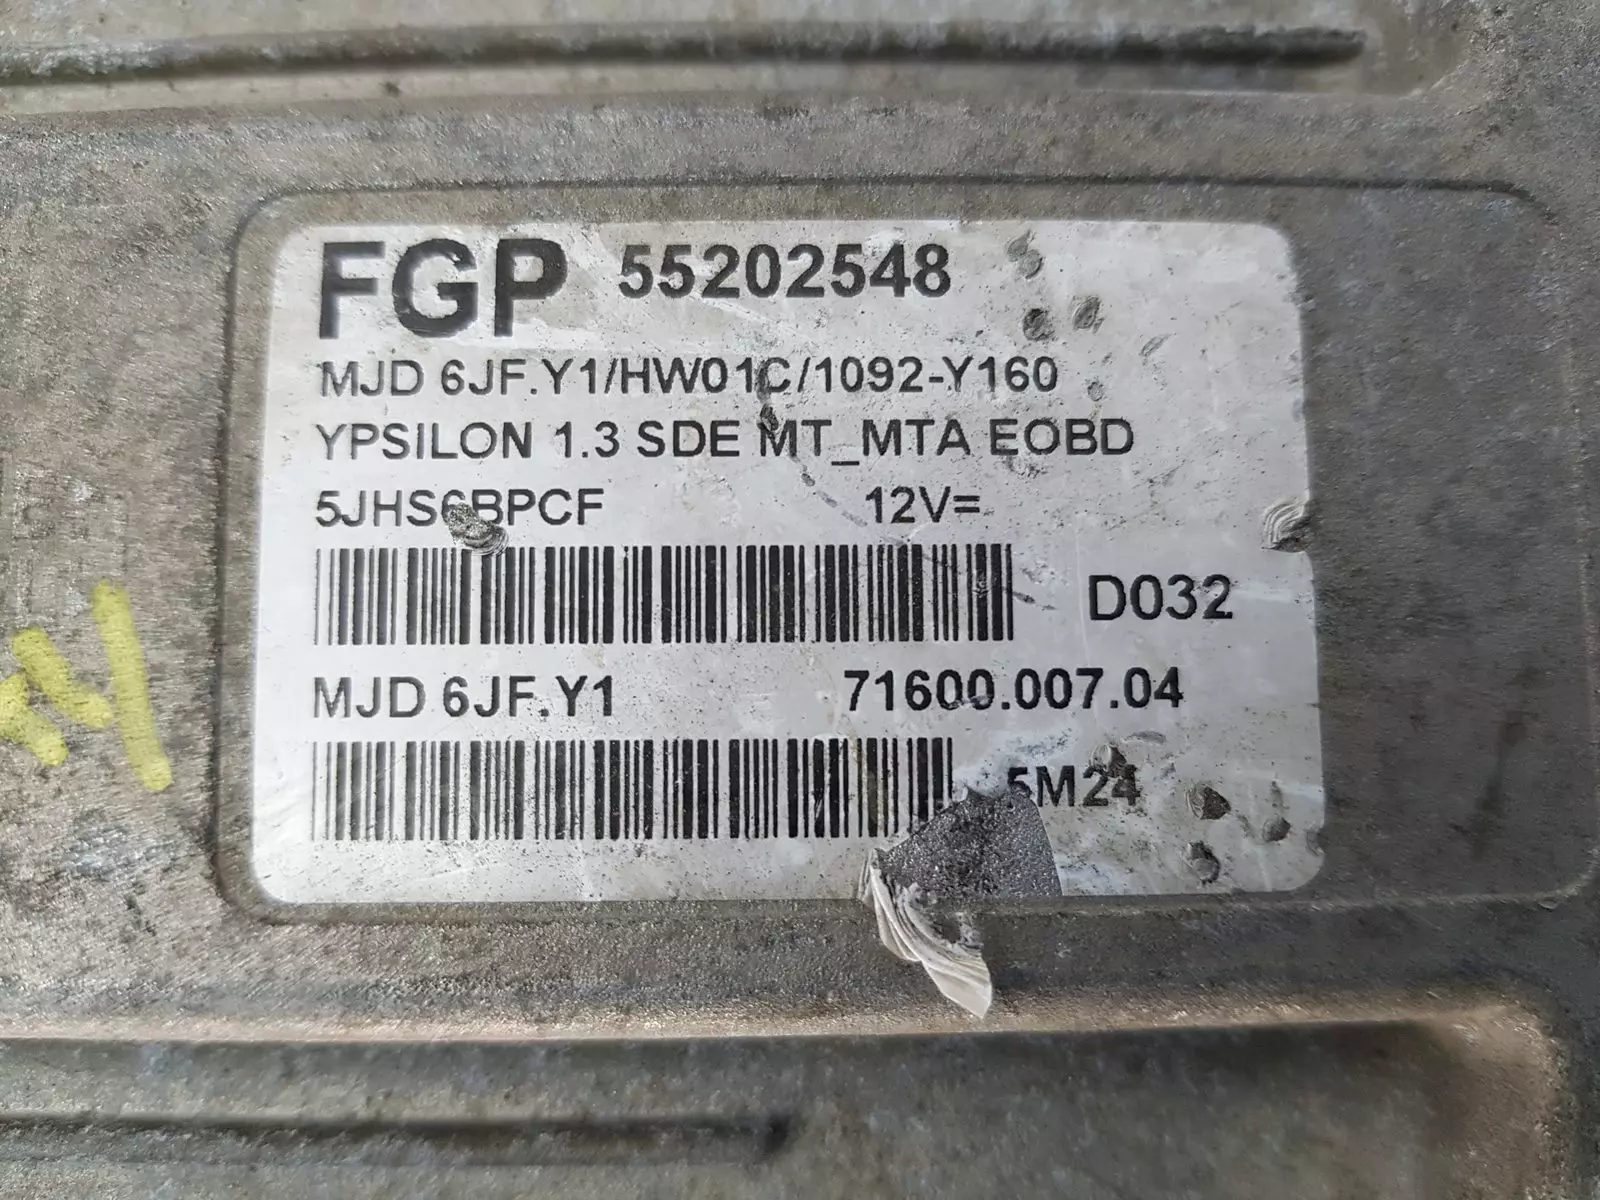 FGP 55202548
MJD 6JF.Y1/HW01C/1092-Y160
YPSILON 1.3 SDE MT_MTA EOBD
5JHS6BPCF 12V=
D032
MJD 6JF.Y1 71600.007.04
5M24